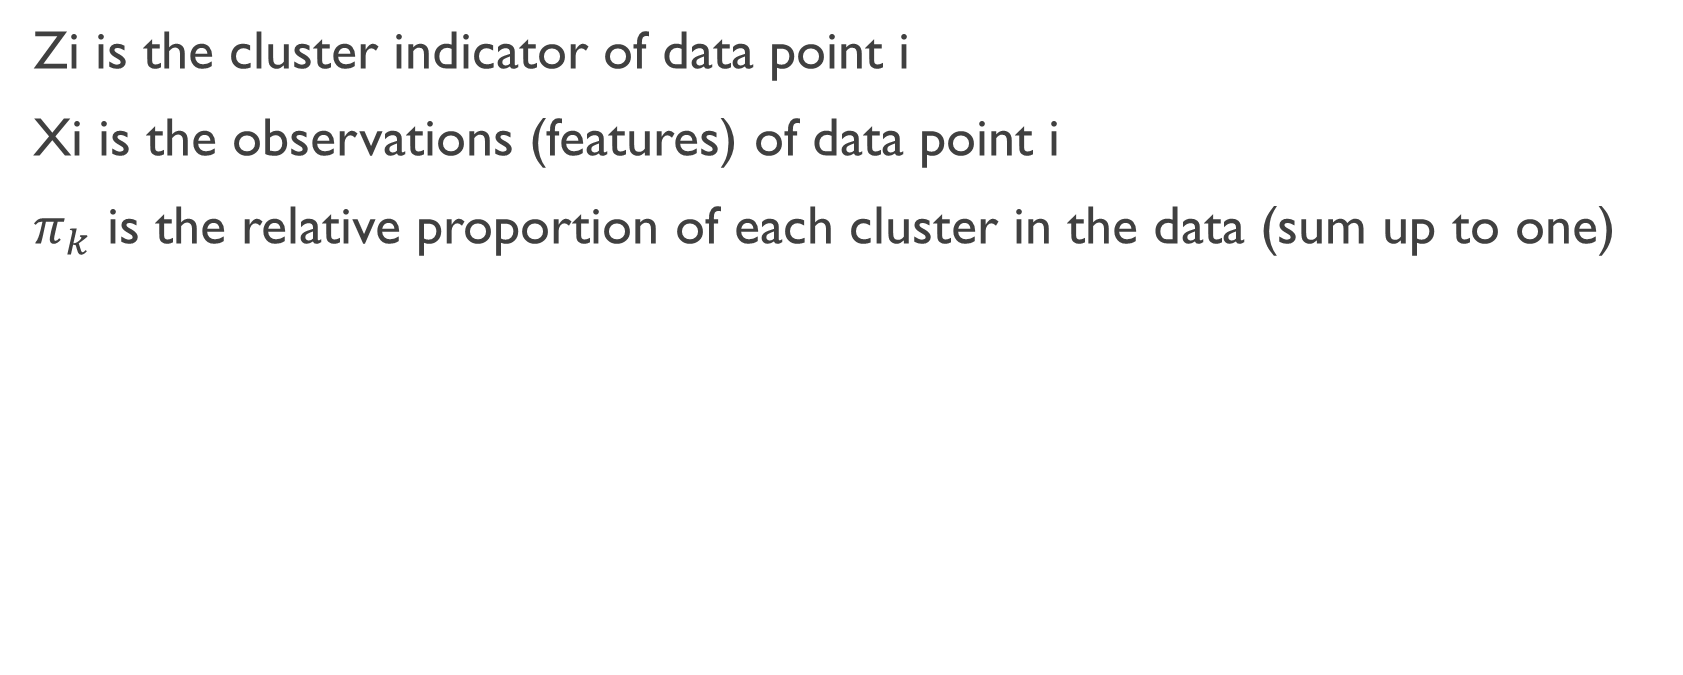 Zi is the cluster indicator of data point i
Xi is the observations (features) of data point i
πₖ is the relative proportion of each cluster in the data (sum up to one)